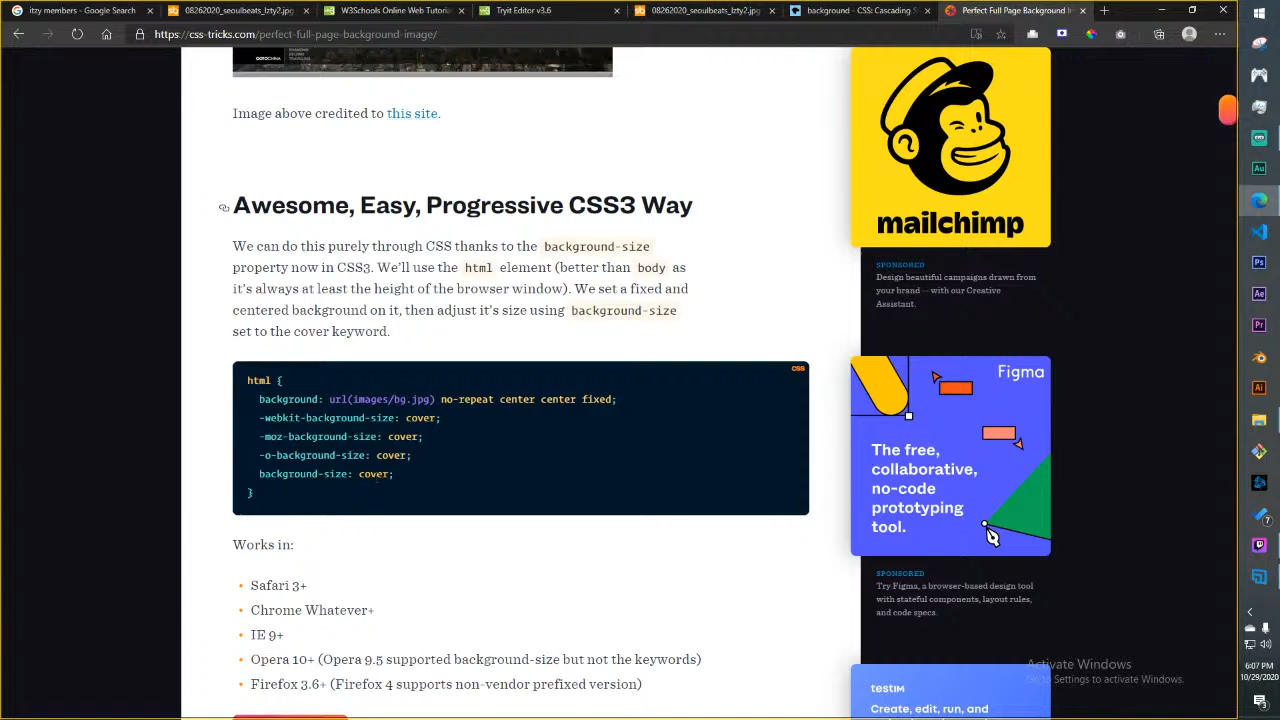 itzy members - Google Search
08262020_seoulbeats_lzty2.jpg
W3Schools Online Web Tutorial
Tryit Editor v3.6
08262020_seoulbeats_lzty2.jpg
background - CSS: Cascading S
Perfect Full Page Background Im
https://css-tricks.com/perfect-full-page-background-image/
GOTOCHINA
Image above credited to this site.
Awesome, Easy, Progressive CSS3 Way
We can do this purely through CSS thanks to the background-size
property now in CSS3. We'll use the html element (better than body as
it's always at least the height of the browser window). We set a fixed and
centered background on it, then adjust it's size using background-size
set to the cover keyword.
CSS
html {
background: url(images/bg.jpg) no-repeat center center fixed;
-webkit-background-size: cover;
-moz-background-size: cover;
-o-background-size: cover;
background-size: cover;
}
Works in:
Safari 3+
Chrome Whatever+
IE 9+
Opera 10+ (Opera 9.5 supported background-size but not the keywords)
Firefox 3.6+ (Firefox 4 supports non-vendor prefixed version)
mailchimp
SPONSORED
Design beautiful campaigns drawn from
your brand — with our Creative
Assistant.
Figma
The free,
collaborative,
no-code
prototyping
tool.
SPONSORED
Try Figma, a browser-based design tool
with stateful components, layout rules,
and code specs.
testim
Create, edit, run, and
Activate Windows
Go to Settings to activate Windows.
Au
Ps
Ae
Pr
Ai
7
6:07 PM
10/29/2020